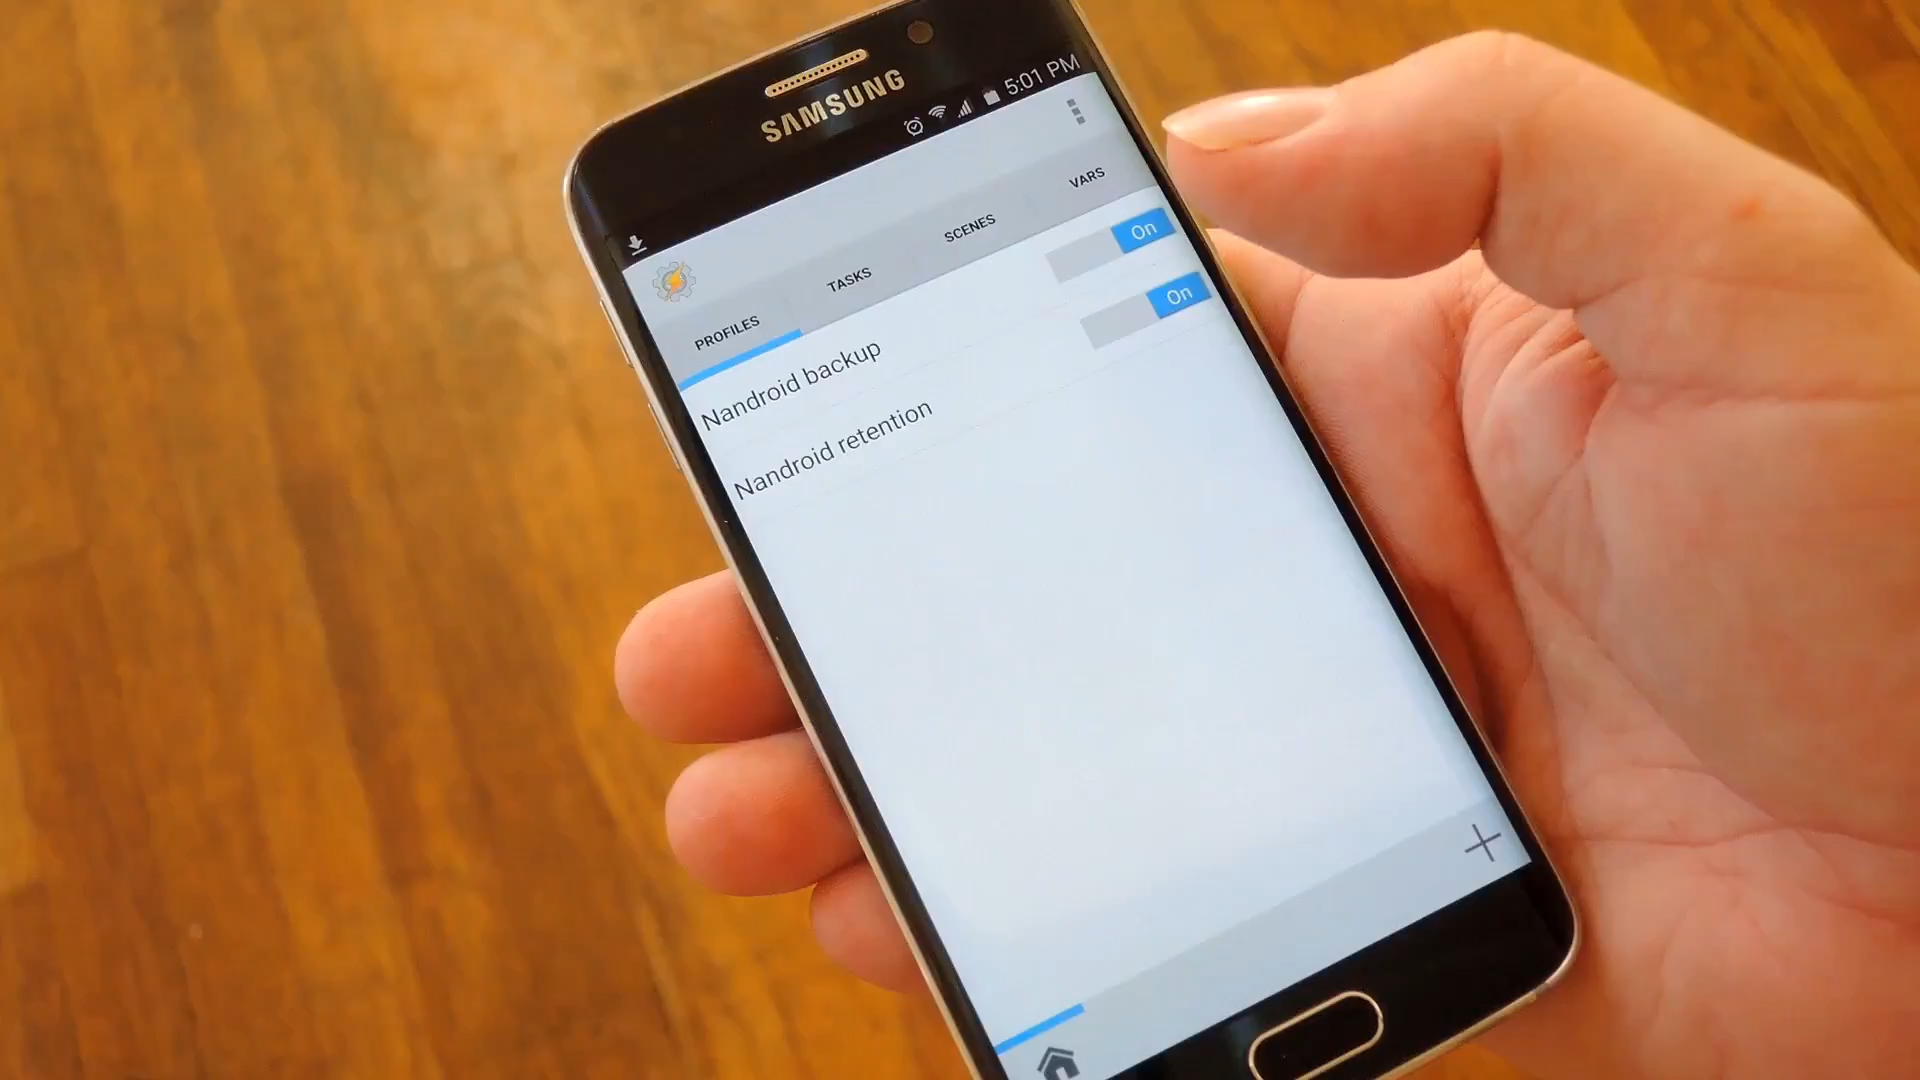 SAMSUNG
5:01 PM
PROFILES TASKS SCENES VARS
Nandroid backup On
Nandroid retention On